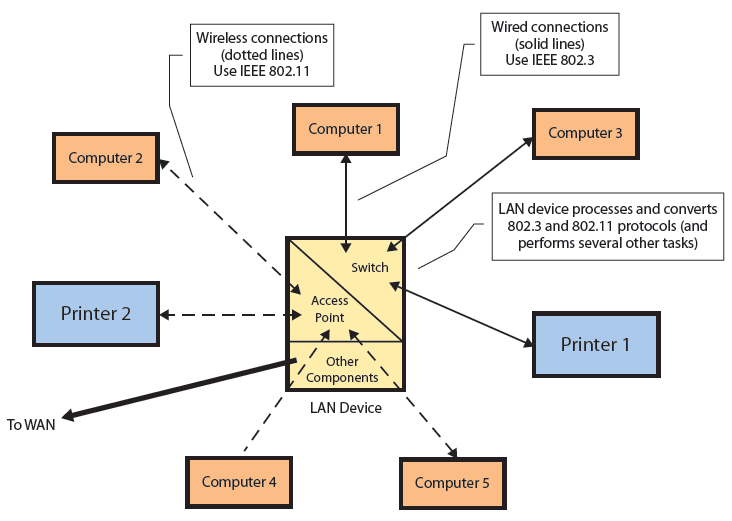 Wireless connections
(dotted lines)
Use IEEE 802.11
Wired connections
(solid lines)
Use IEEE 802.3
Computer 1
Computer 2
Computer 3
LAN device processes and converts
802.3 and 802.11 protocols (and
performs several other tasks)
Switch
Access
Point
Printer 2
Printer 1
Other
Components
LAN Device
To WAN
Computer 4
Computer 5